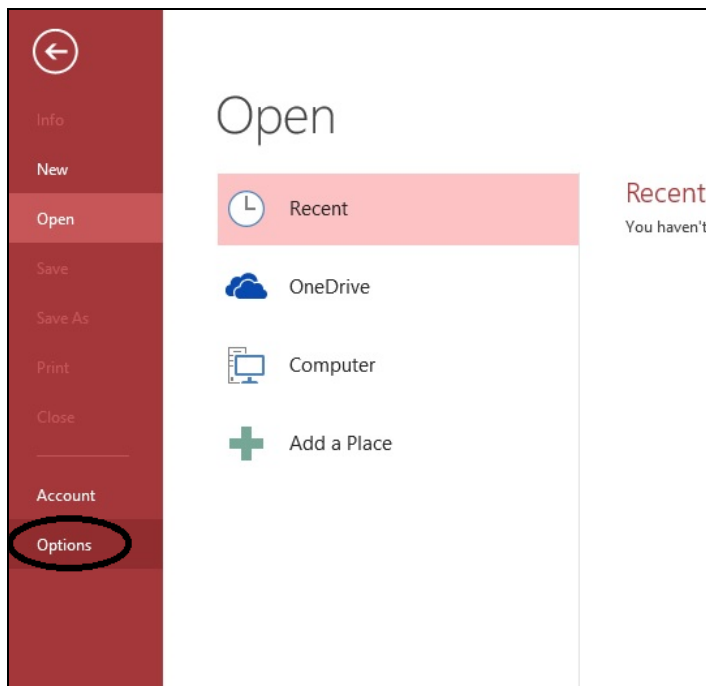 Info
New
Open
Save
Save As
Print
Close
Account
Options
Open
Recent
OneDrive
Computer
Add a Place
Recent
You haven't